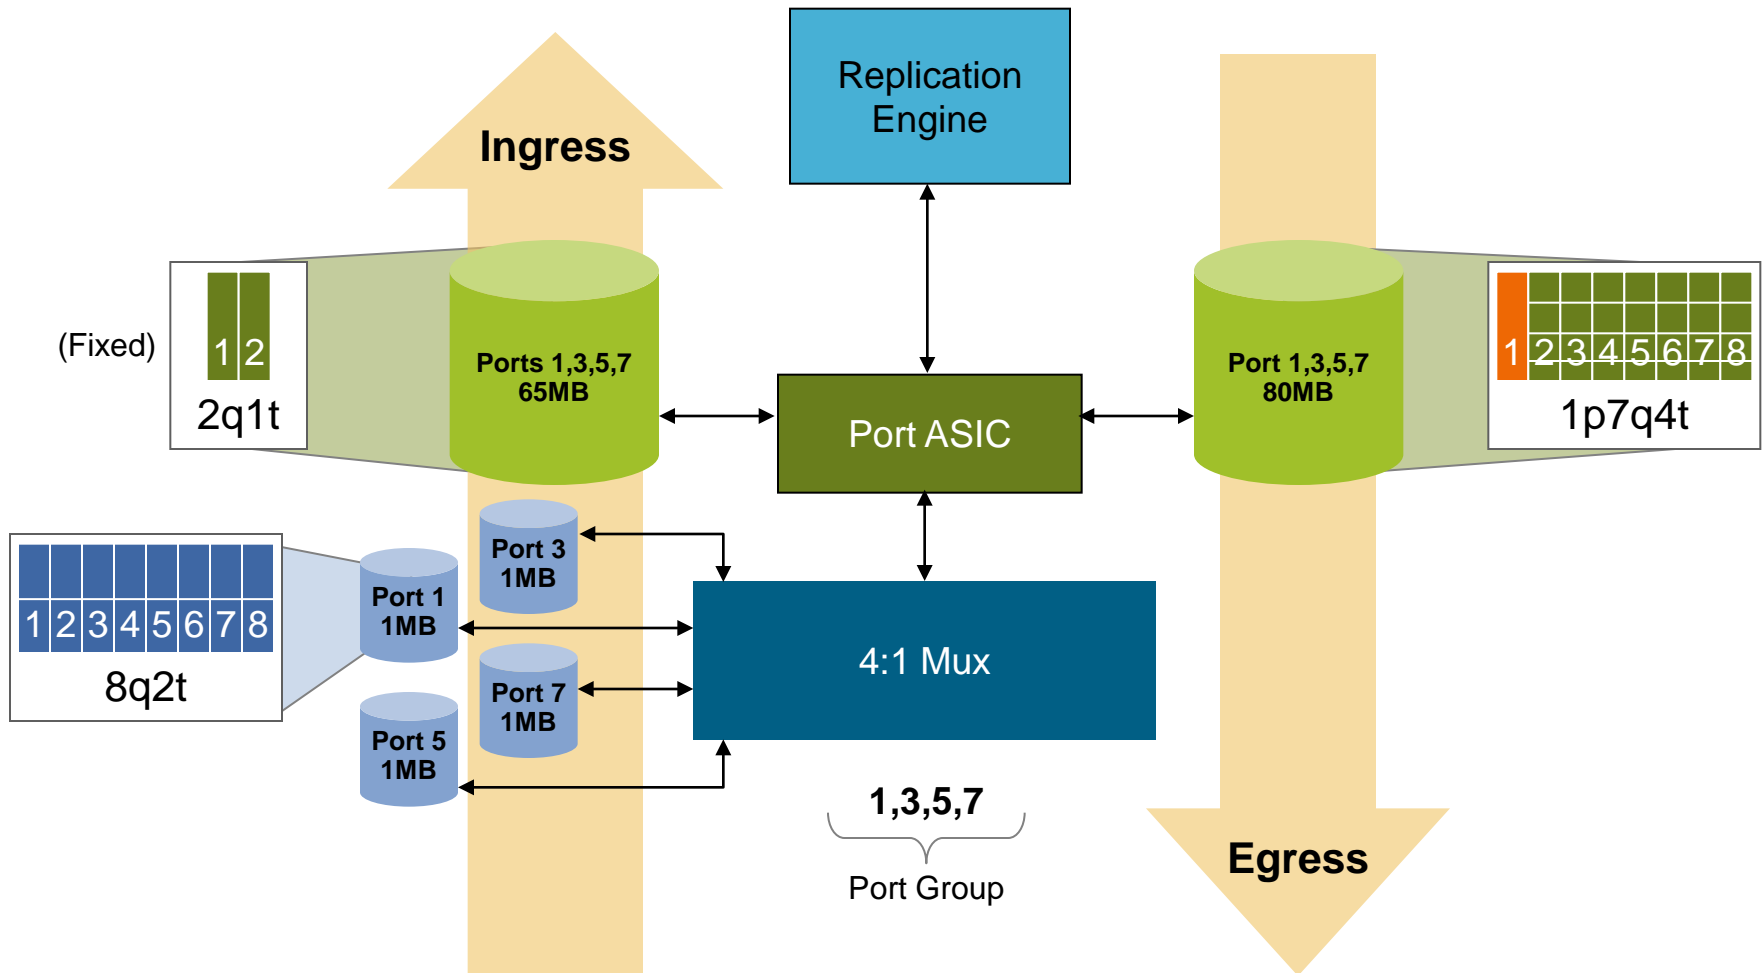 Replication
Engine
Ingress
(Fixed)
1 2
2q1t
Ports 1,3,5,7
65MB
Port ASIC
Port 1,3,5,7
80MB
1 2 3 4 5 6 7 8
1p7q4t
Port 3
1MB
Port 1
1MB
1 2 3 4 5 6 7 8
8q2t
Port 7
1MB
Port 5
1MB
4:1 Mux
1,3,5,7
Port Group
Egress